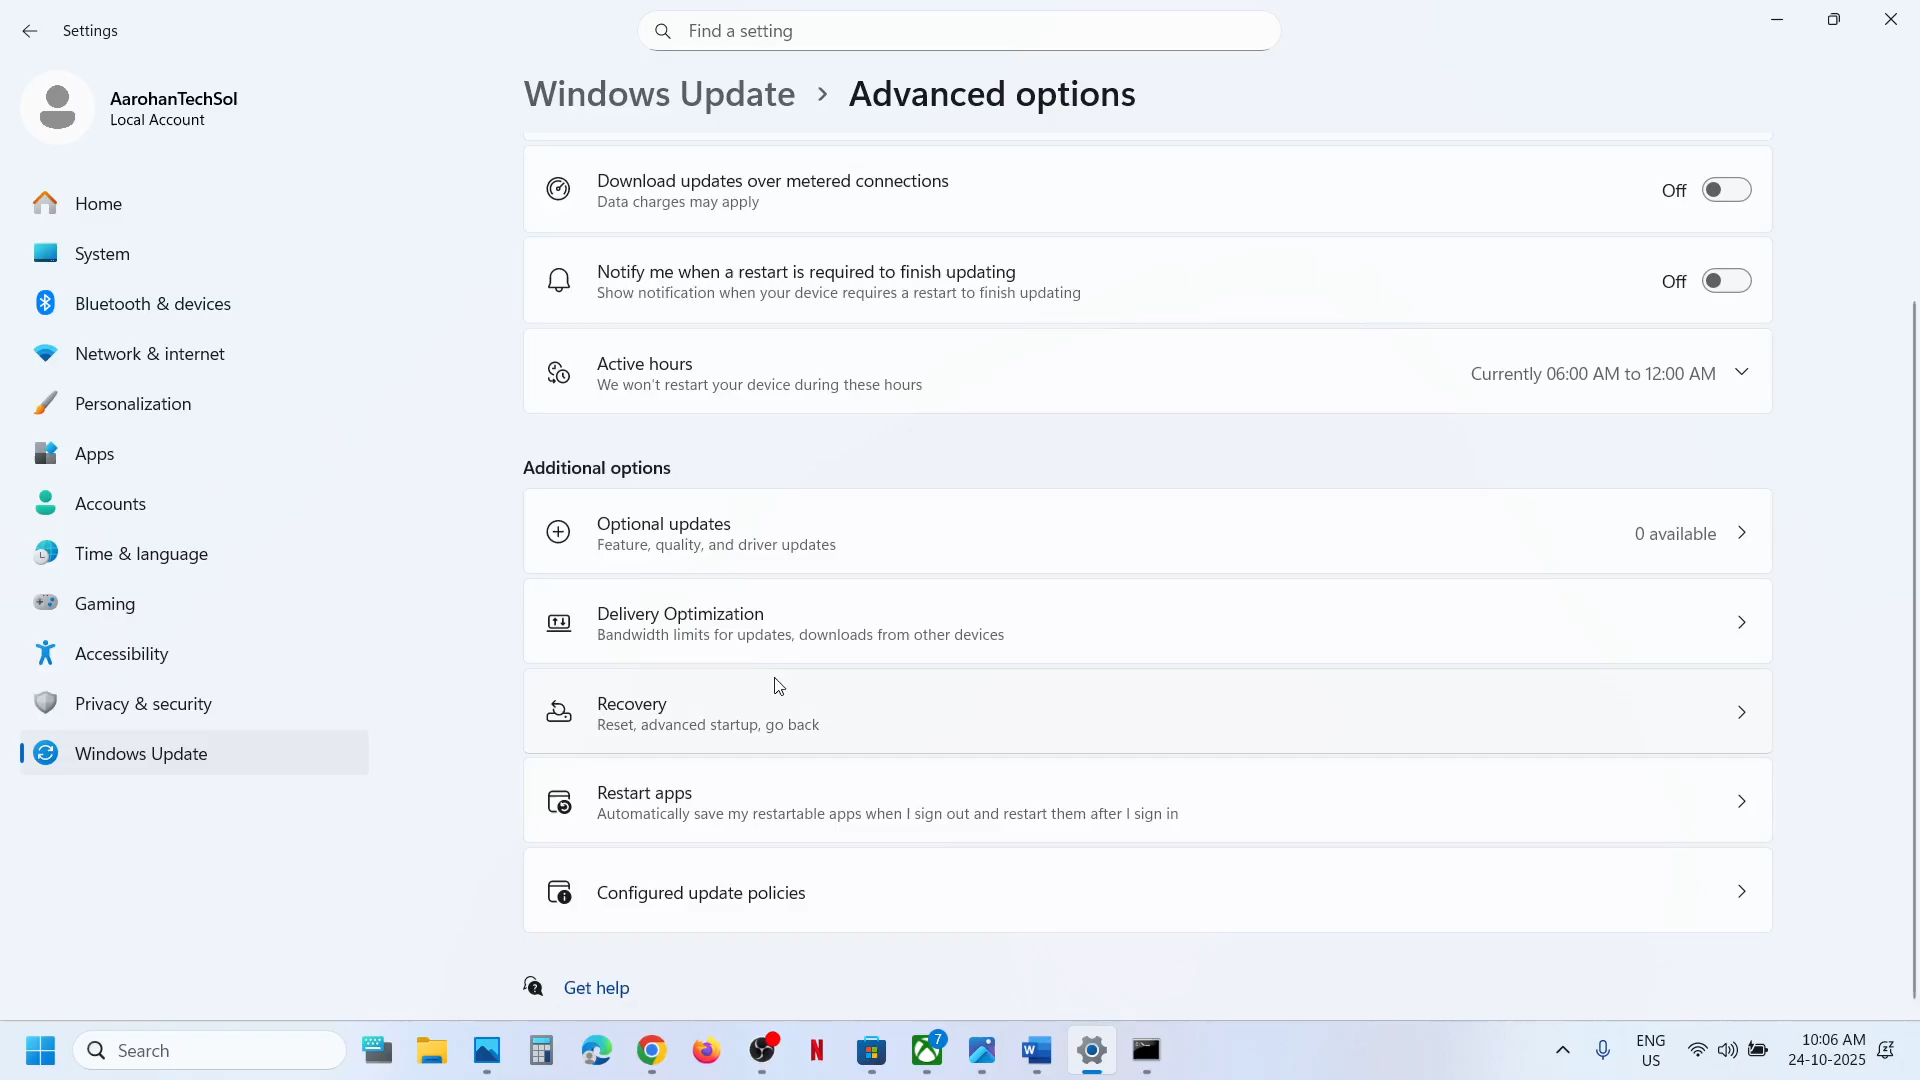 Settings
Find a setting
AarohanTechSol
Local Account
Home
System
Bluetooth & devices
Network & internet
Personalization
Apps
Accounts
Time & language
Gaming
Accessibility
Privacy & security
Windows Update
Windows Update > Advanced options
Download updates over metered connections
Data charges may apply
Off
Notify me when a restart is required to finish updating
Show notification when your device requires a restart to finish updating
Off
Active hours
We won't restart your device during these hours
Currently 06:00 AM to 12:00 AM
Additional options
Optional updates
Feature, quality, and driver updates
0 available
Delivery Optimization
Bandwidth limits for updates, downloads from other devices
Recovery
Reset, advanced startup, go back
Restart apps
Automatically save my restartable apps when I sign out and restart them after I sign in
Configured update policies
Get help
Search
N
7
W
ENG
US
10:06 AM
24-10-2025